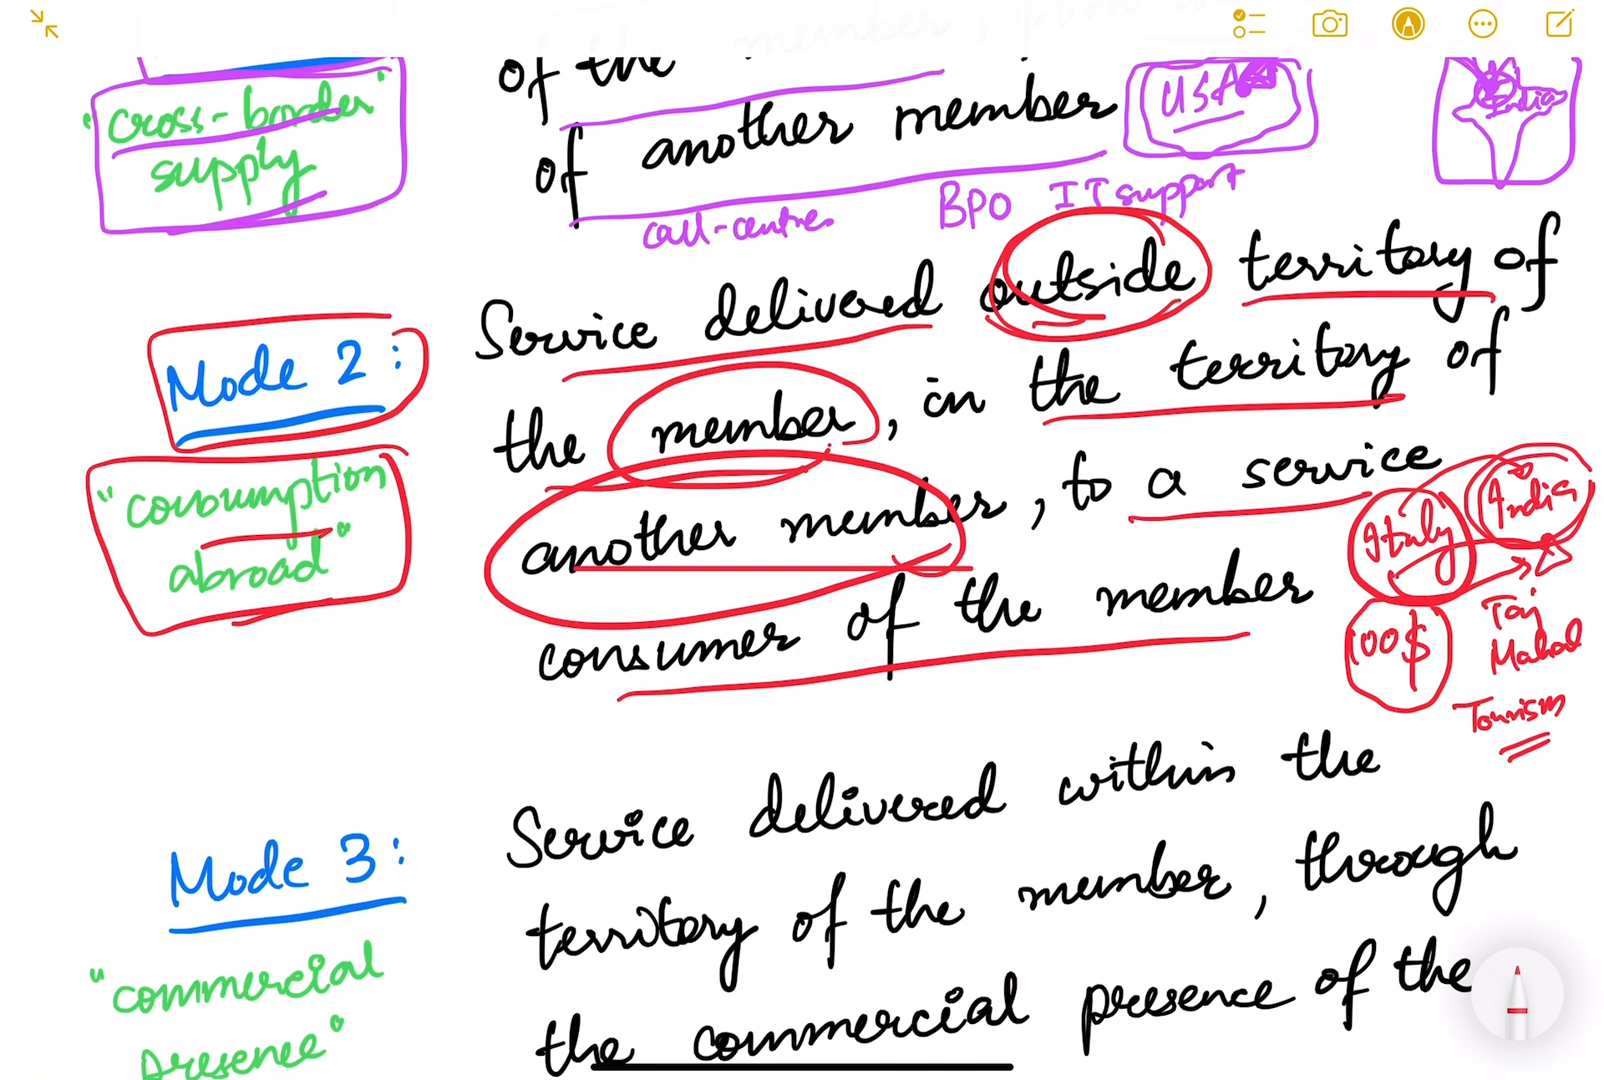 of the
"cross-border"
supply
of another member
USA
India
call-centres BPO IT support
Mode 2:
Service delivered outside territory of
the member, in the territory of
"consumption
abroad"
another member, to a service
consumer of the member
Italy India
100$
Taj
Mahal
Tourism
Mode 3:
Service delivered within the
territory of the member, through
"commercial
presence"
the commercial presence of the